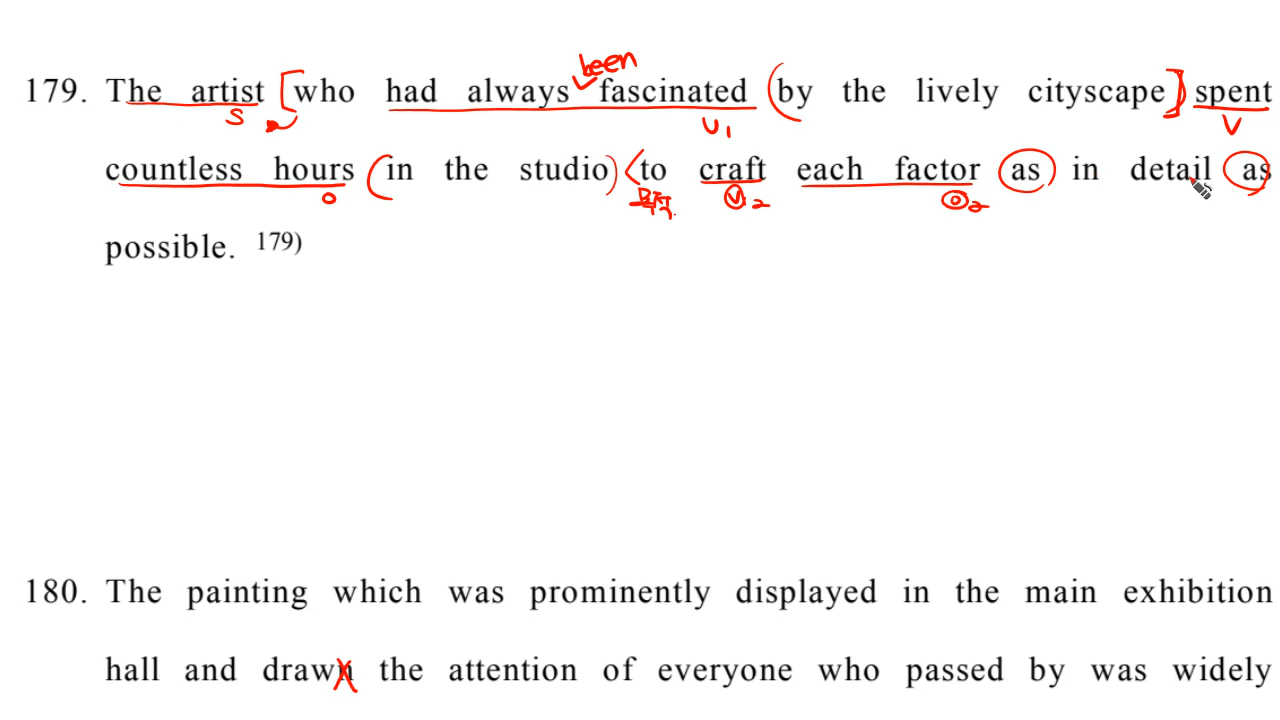 been
179. The artist [who had always fascinated (by the lively cityscape]) spent
S V1 V
countless hours (in the studio) <to craft each factor as in detail as
O V2 O2
possible. 179)
180. The painting which was prominently displayed in the main exhibition
hall and drawn the attention of everyone who passed by was widely